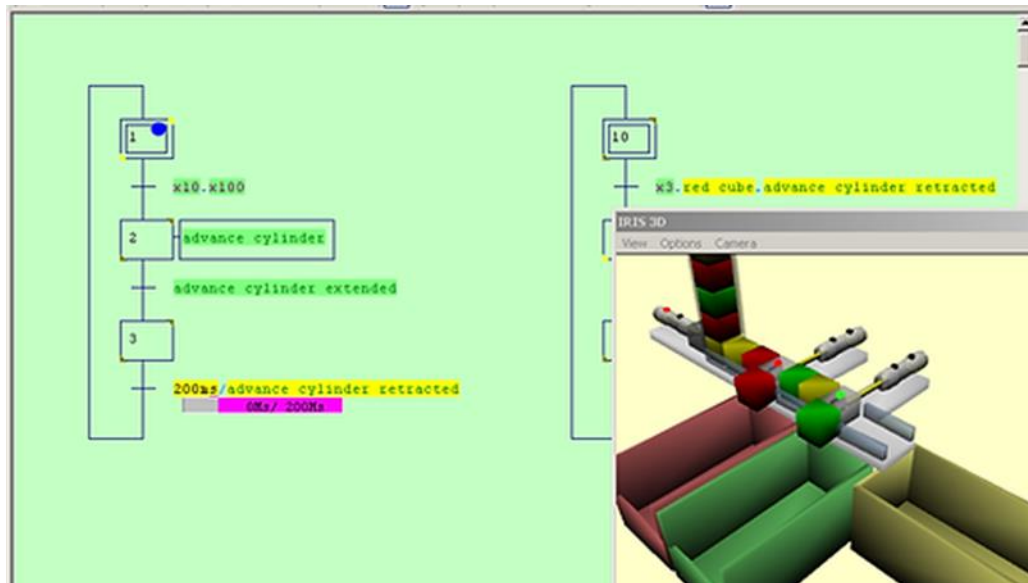 1
x10.x100
2
advance cylinder
advance cylinder extended
3
200ms/advance cylinder retracted
0Ms/ 200Ms
10
x3.red cube.advance cylinder retracted
IRIS 3D
View Options Camera